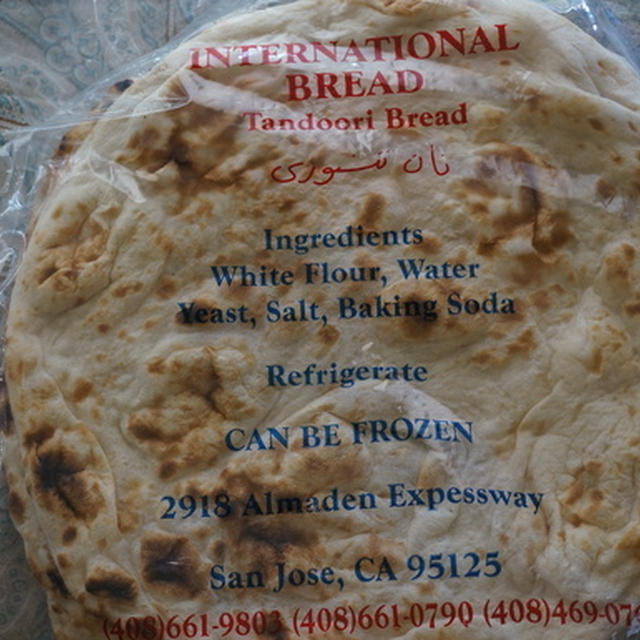 INTERNATIONAL
BREAD
Tandoori Bread
نان تنوری
Ingredients
White Flour, Water
Yeast, Salt, Baking Soda
Refrigerate
CAN BE FROZEN
2918 Almaden Expessway
San Jose, CA 95125
(408)661-9803 (408)661-0790